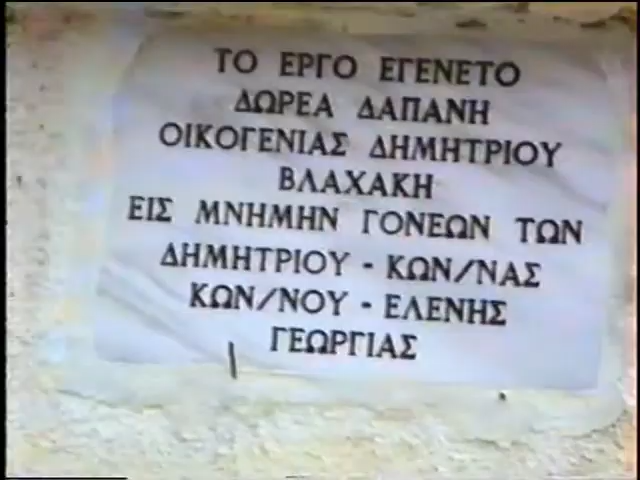 ΤΟ ΕΡΓΟ ΕΓΕΝΕΤΟ
ΔΩΡΕΑ ΔΑΠΑΝΗ
ΟΙΚΟΓΕΝΙΑΣ ΔΗΜΗΤΡΙΟΥ
ΒΛΑΧΑΚΗ
ΕΙΣ ΜΝΗΜΗΝ ΓΟΝΕΩΝ ΤΩΝ
ΔΗΜΗΤΡΙΟΥ - ΚΩΝ/ΝΑΣ
ΚΩΝ/ΝΟΥ - ΕΛΕΝΗΣ
ΓΕΩΡΓΙΑΣ